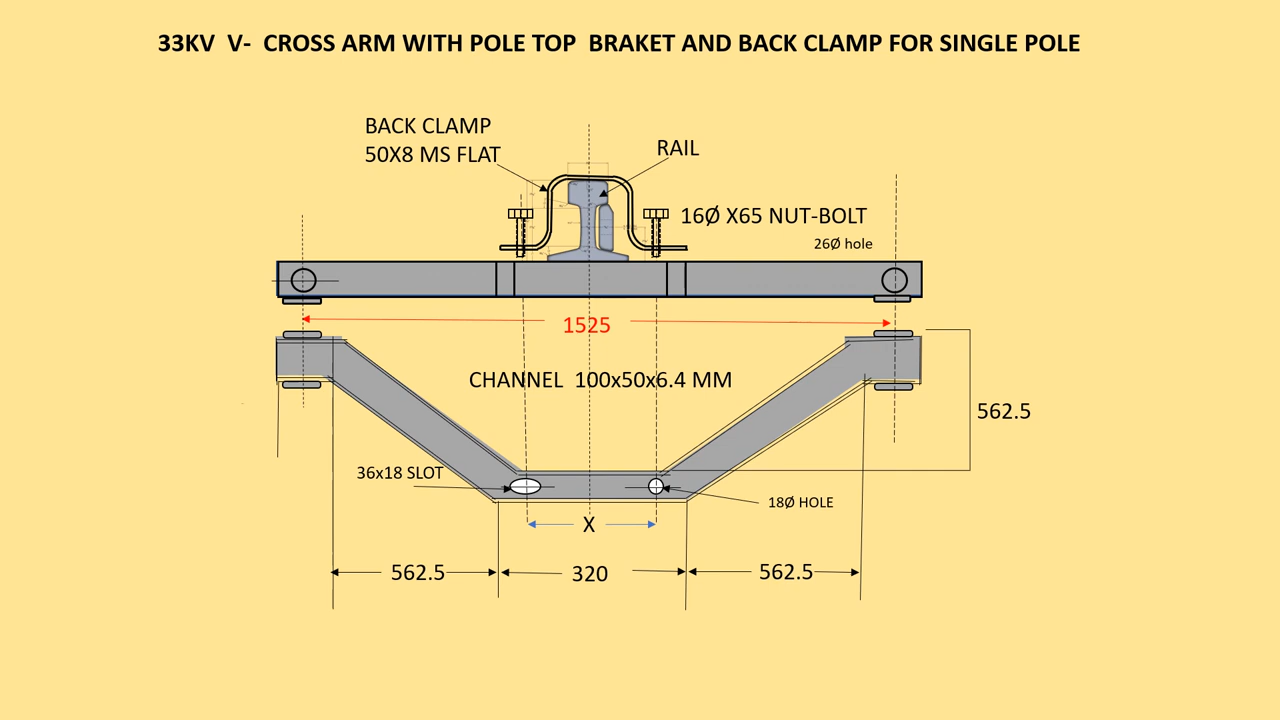 33KV V- CROSS ARM WITH POLE TOP BRAKET AND BACK CLAMP FOR SINGLE POLE
BACK CLAMP
50X8 MS FLAT
RAIL
16Ø X65 NUT-BOLT
26Ø hole
1525
CHANNEL 100x50x6.4 MM
562.5
36x18 SLOT
18Ø HOLE
X
562.5
320
562.5